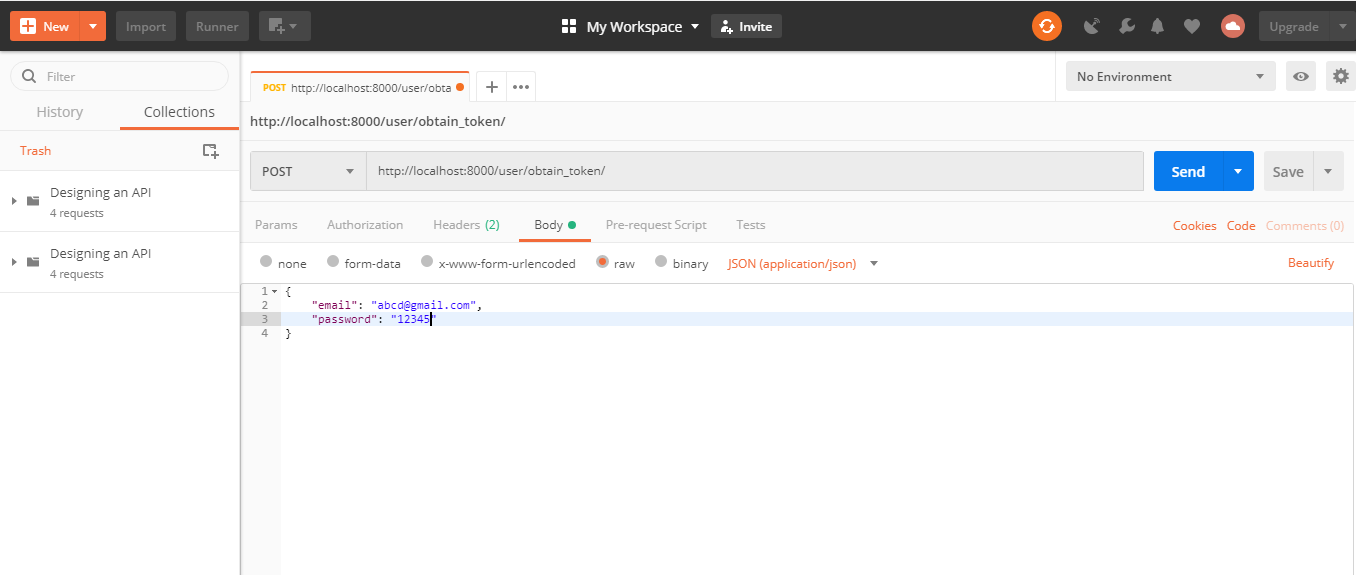 New Import Runner My Workspace Invite Upgrade
Filter
History Collections
Trash
Designing an API
4 requests
Designing an API
4 requests
POST http://localhost:8000/user/obta + ••• No Environment
http://localhost:8000/user/obtain_token/
POST http://localhost:8000/user/obtain_token/ Send Save
Params Authorization Headers (2) Body Pre-request Script Tests Cookies Code Comments (0)
none form-data x-www-form-urlencoded raw binary JSON (application/json) Beautify
1 {
2 "email": "abcd@gmail.com",
3 "password": "12345"
4 }